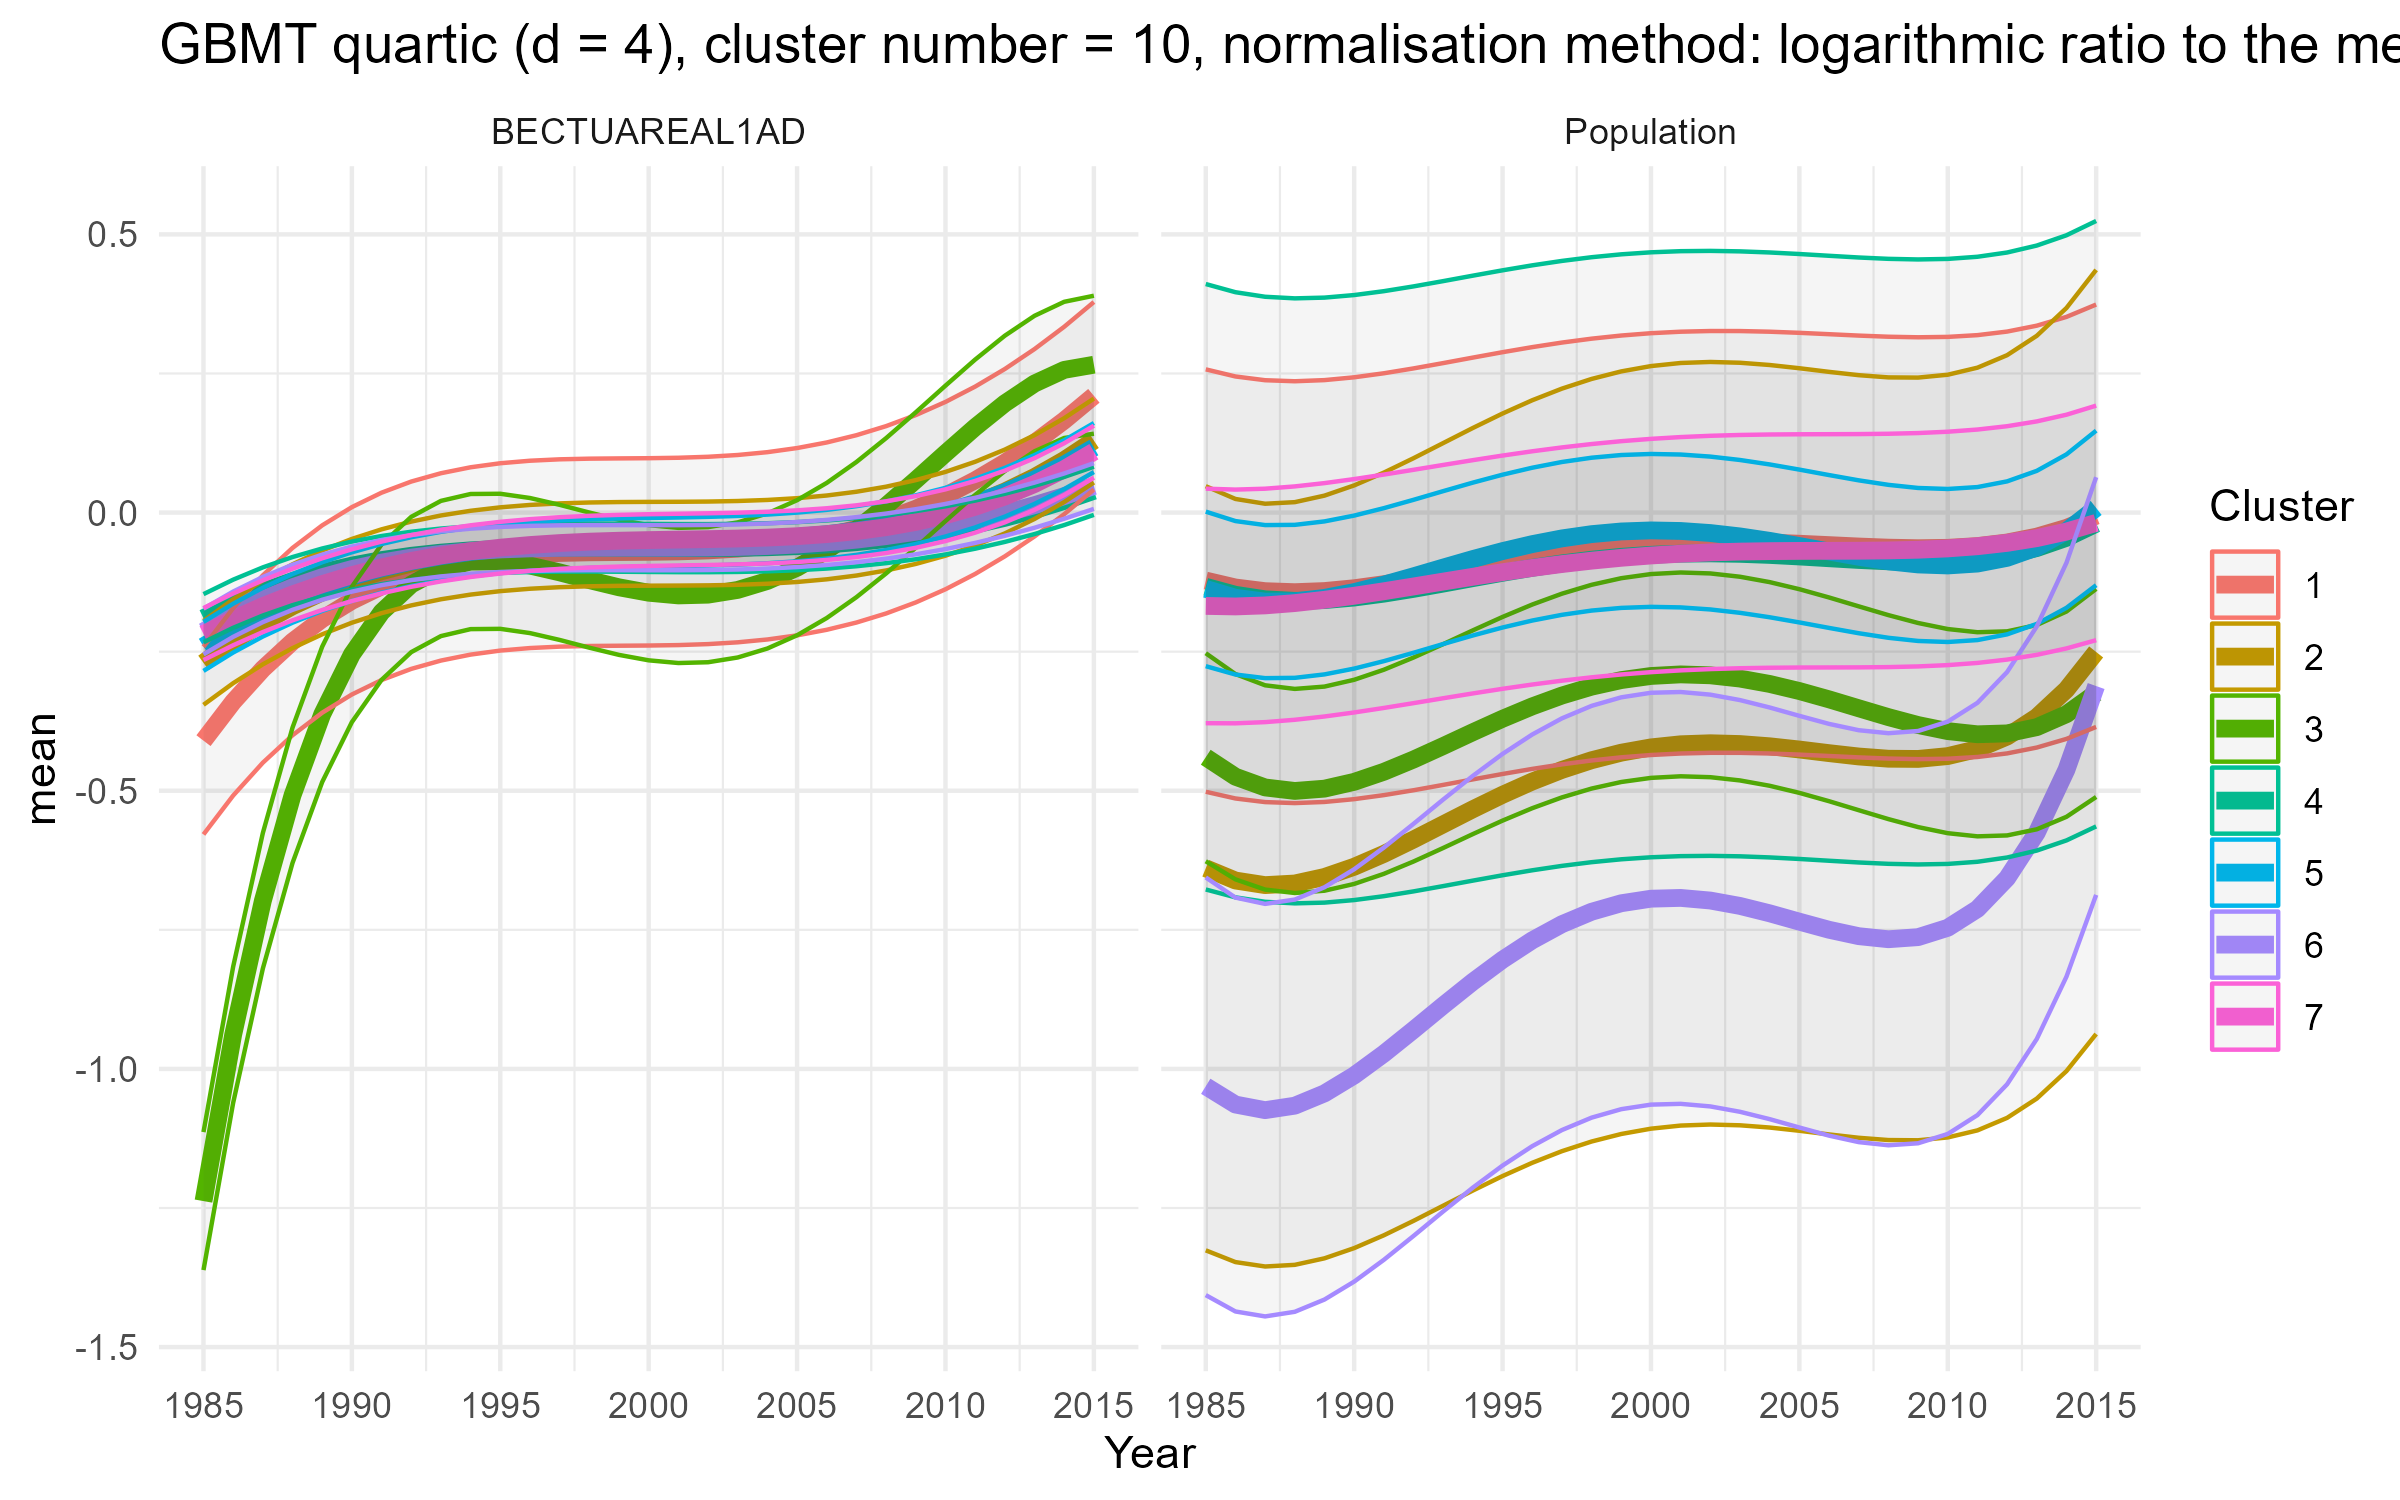 GBMT quartic (d = 4), cluster number = 10, normalisation method: logarithmic ratio to the
BECTUAREAL1AD
Population
mean
0.5
0.0
-0.5
-1.0
-1.5
1985 1990 1995 2000 2005 2010 2015
1985 1990 1995 2000 2005 2010 2015
Year
Cluster
1
2
3
4
5
6
7